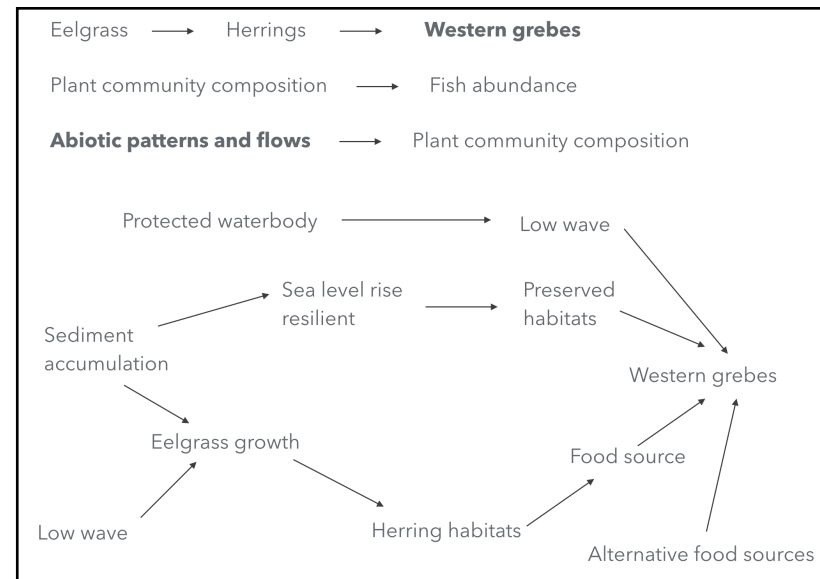 Eelgrass Herrings Western grebes
Plant community composition Fish abundance
Abiotic patterns and flows Plant community composition
Protected waterbody Low wave
Sea level rise
resilient
Preserved
habitats
Sediment
accumulation
Western grebes
Eelgrass growth
Food source
Low wave
Herring habitats
Alternative food sources